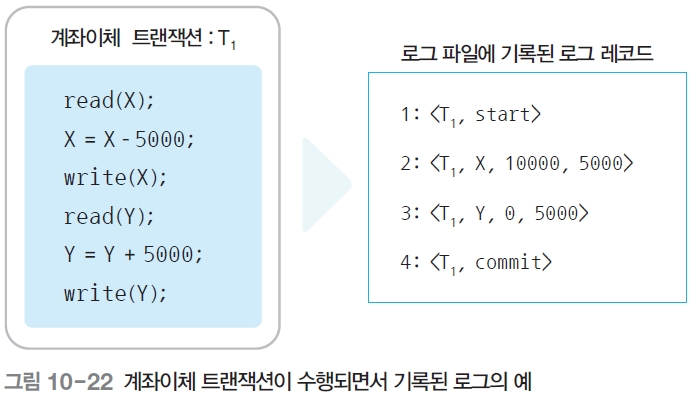 계좌이체 트랜잭션 : T1
read(X);
X = X - 5000;
write(X);
read(Y);
Y = Y + 5000;
write(Y);
로그 파일에 기록된 로그 레코드
1: <T1, start>
2: <T1, X, 10000, 5000>
3: <T1, Y, 0, 5000>
4: <T1, commit>
그림 10-22 계좌이체 트랜잭션이 수행되면서 기록된 로그의 예